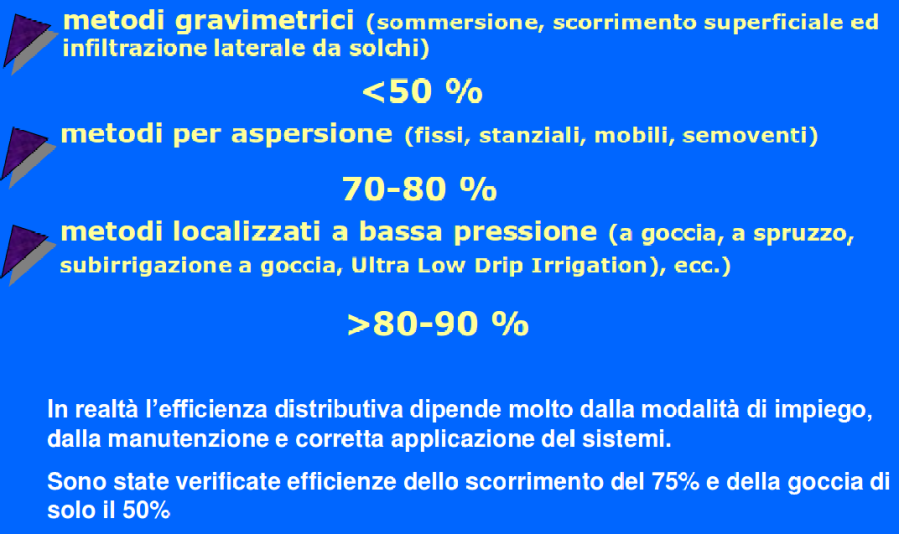 metodi gravimetrici (sommersione, scorrimento superficiale ed
infiltrazione laterale da solchi)
<50 %
metodi per aspersione (fissi, stanziali, mobili, semoventi)
70-80 %
metodi localizzati a bassa pressione (a goccia, a spruzzo,
subirrigazione a goccia, Ultra Low Drip Irrigation), ecc.)
>80-90 %
In realtà l’efficienza distributiva dipende molto dalla modalità di impiego,
dalla manutenzione e corretta applicazione del sistemi.
Sono state verificate efficienze dello scorrimento del 75% e della goccia di
solo il 50%